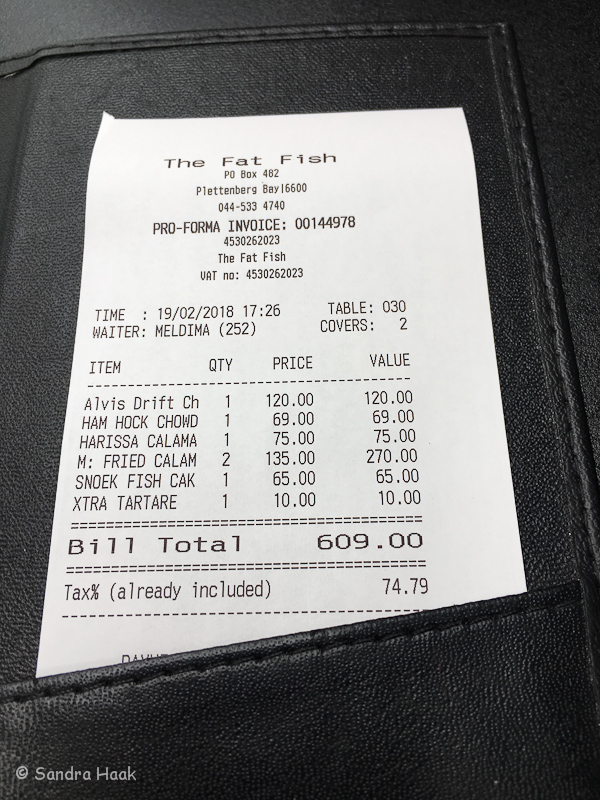 The Fat Fish
PO Box 482
Plettenberg Bay|6600
044-533 4740
PRO-FORMA INVOICE: 00144978
4530262023
The Fat Fish
VAT no: 4530262023
TIME : 19/02/2018 17:26 TABLE: 030
WAITER: MELDIMA (252) COVERS: 2
ITEM QTY PRICE VALUE
Alvis Drift Ch 1 120.00 120.00
HAM HOCK CHOWD 1 69.00 69.00
HARISSA CALAMA 1 75.00 75.00
M: FRIED CALAM 2 135.00 270.00
SNOEK FISH CAK 1 65.00 65.00
XTRA TARTARE 1 10.00 10.00
Bill Total 609.00
Tax% (already included) 74.79
© Sandra Haak